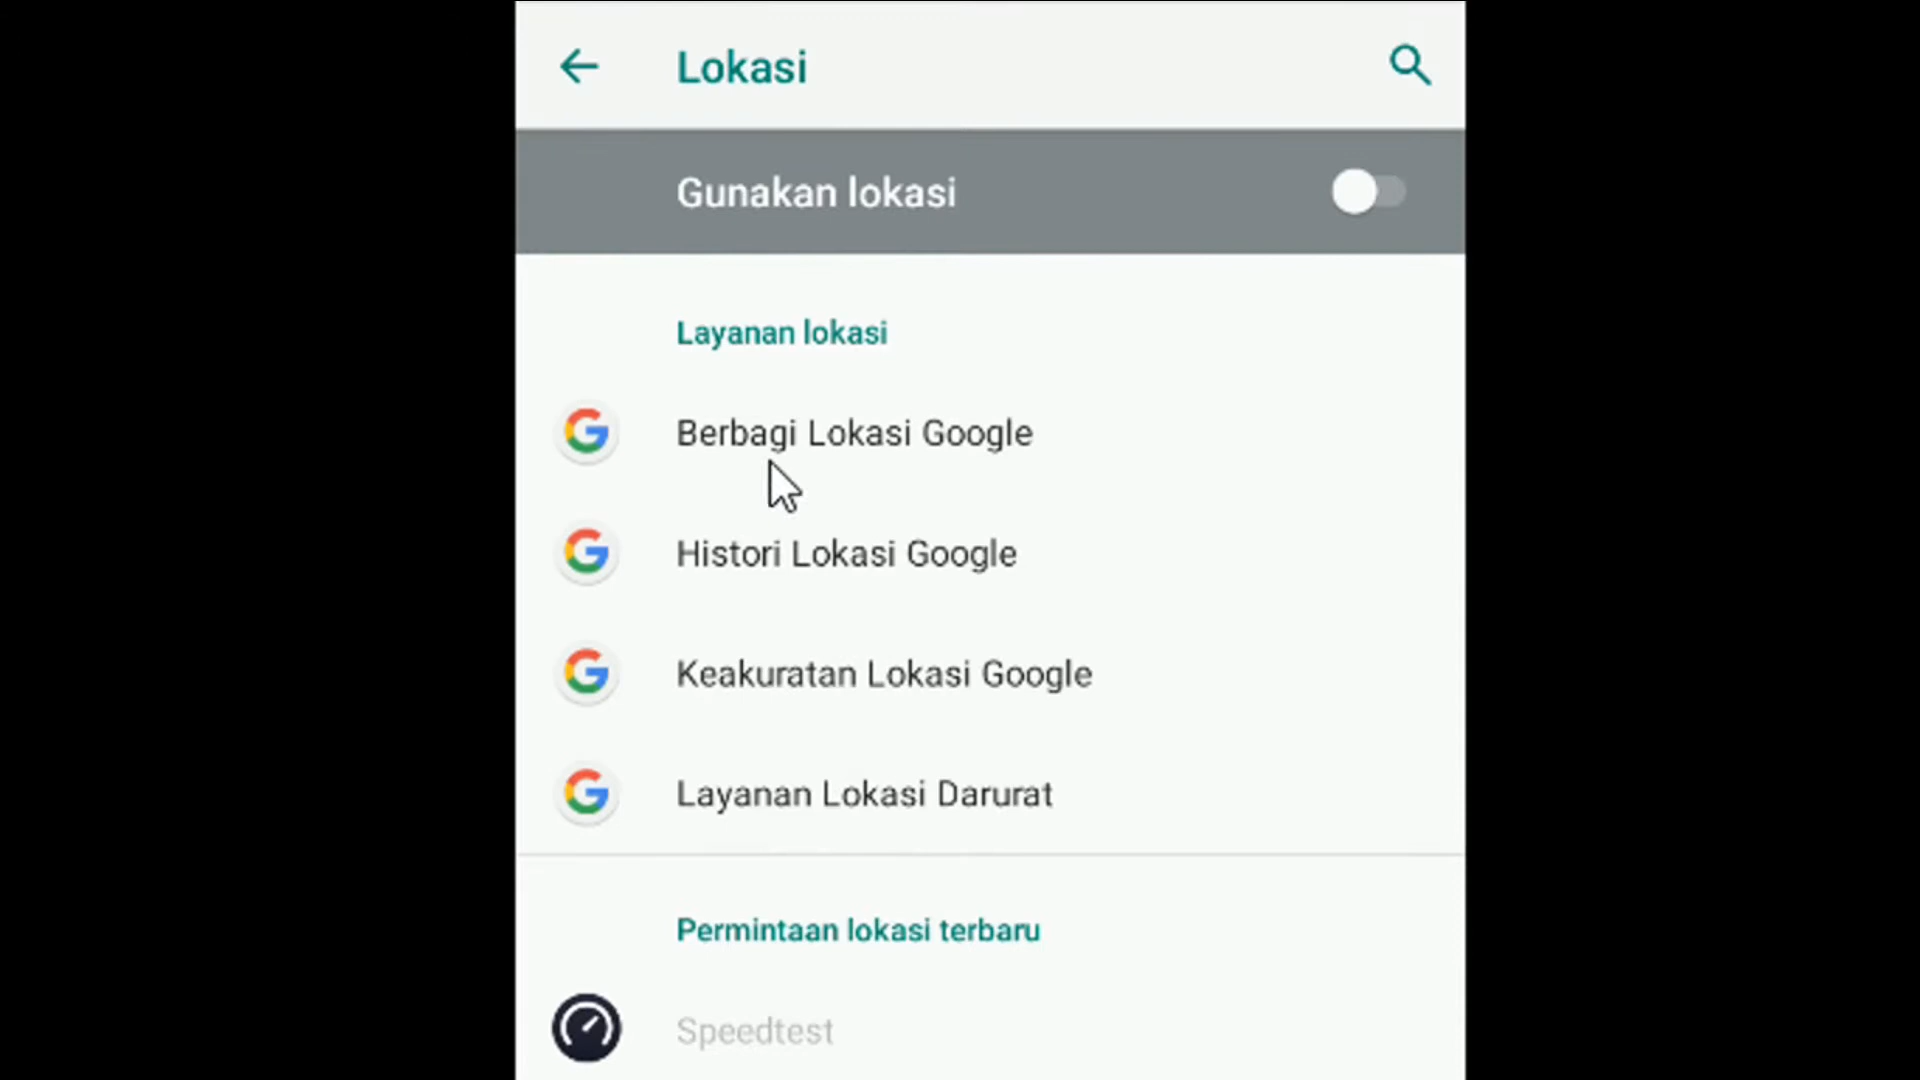 Lokasi
Gunakan lokasi
Layanan lokasi
Berbagi Lokasi Google
Histori Lokasi Google
Keakuratan Lokasi Google
Layanan Lokasi Darurat
Permintaan lokasi terbaru
Speedtest